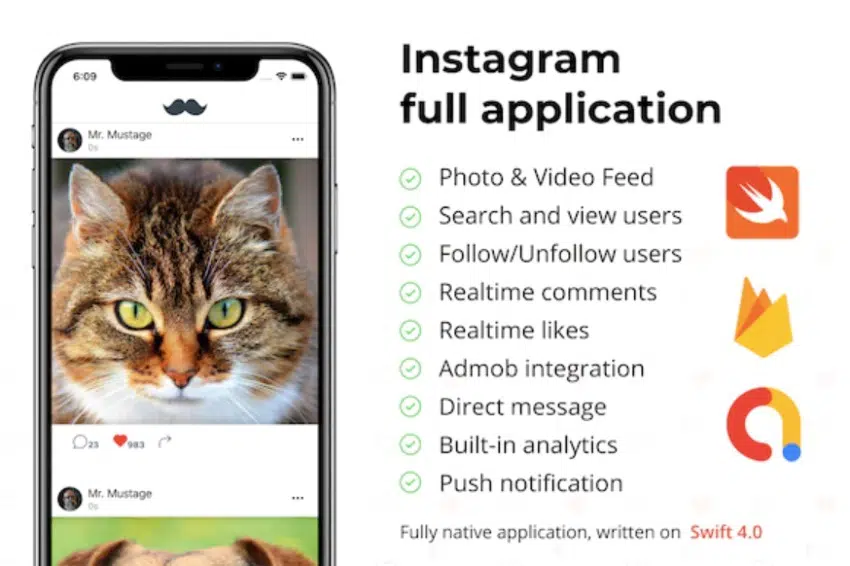 6:09
Mr. Mustage
0s
23
983
Mr. Mustage
0s
Instagram
full application
Photo & Video Feed
Search and view users
Follow/Unfollow users
Realtime comments
Realtime likes
Admob integration
Direct message
Built-in analytics
Push notification
Fully native application, written on Swift 4.0